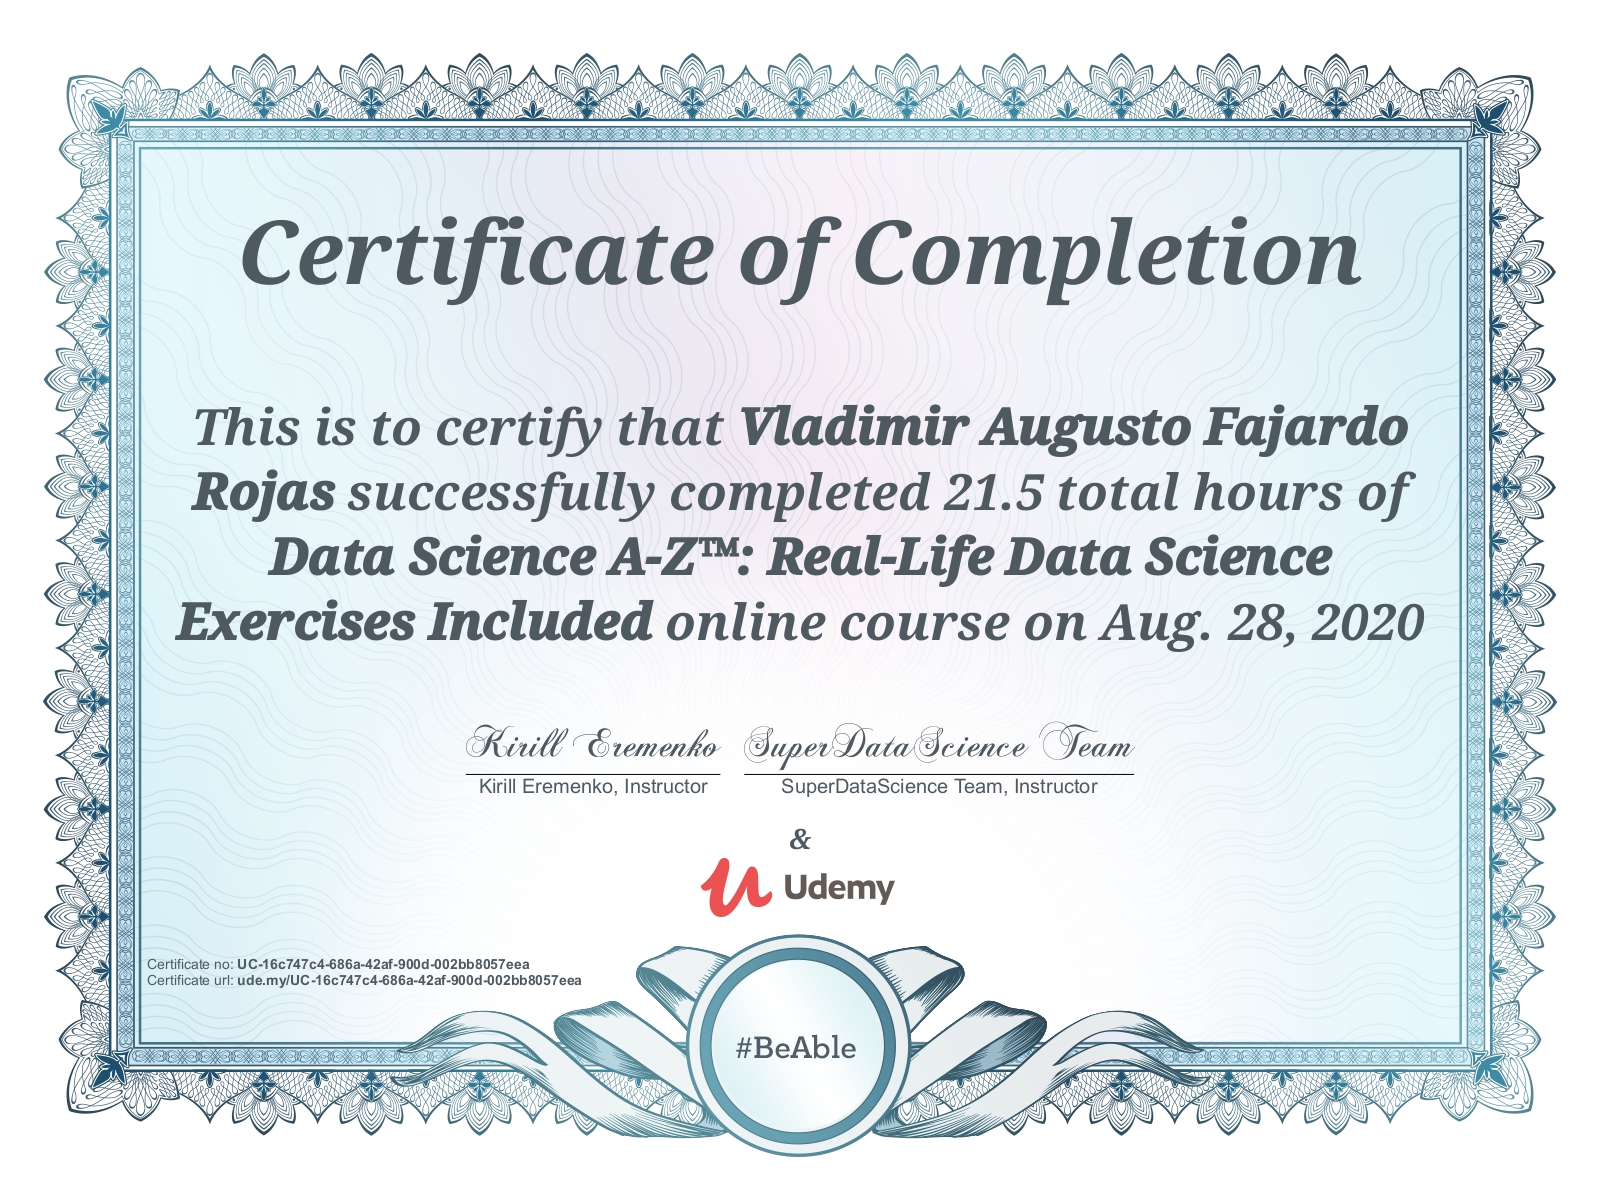 Certificate of Completion
This is to certify that Vladimir Augusto Fajardo
Rojas successfully completed 21.5 total hours of
Data Science A-Z™: Real-Life Data Science
Exercises Included online course on Aug. 28, 2020
Kirill Eremenko SuperDataScience Team
Kirill Eremenko, Instructor SuperDataScience Team, Instructor
&
Udemy
Certificate no: UC-16c747c4-686a-42af-900d-002bb8057eea
Certificate url: ude.my/UC-16c747c4-686a-42af-900d-002bb8057eea
#BeAble